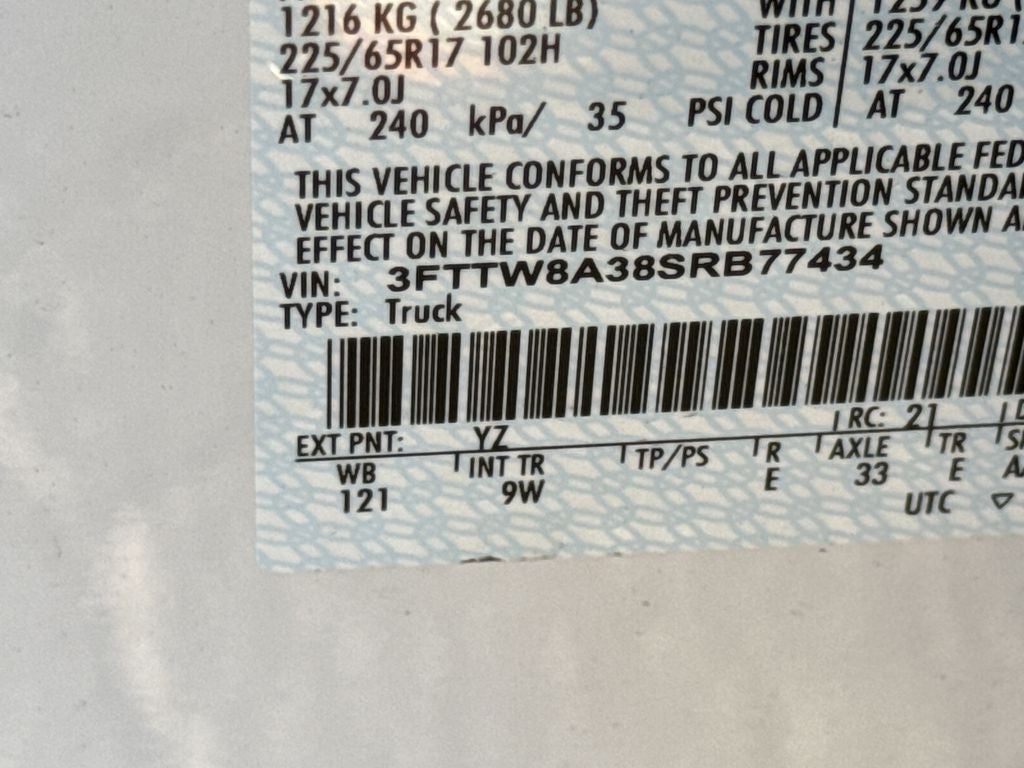 1216 KG ( 2680 LB) WITH
225/65R17 102H TIRES 225/65R1
17x7.0J RIMS 17x7.0J
AT 240 kPa/ 35 PSI COLD AT 240
THIS VEHICLE CONFORMS TO ALL APPLICABLE FED
VEHICLE SAFETY AND THEFT PREVENTION STANDA
EFFECT ON THE DATE OF MANUFACTURE SHOWN A
VIN: 3FTTW8A38SRB77434
TYPE: Truck
EXT PNT: YZ RC: 21
WB INT TR TP/PS R AXLE TR
121 9W E 33 E
UTC